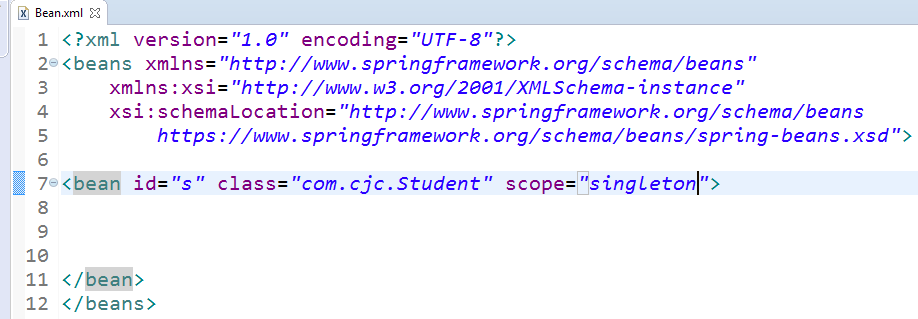 Bean.xml
1 <?xml version="1.0" encoding="UTF-8"?>
2 <beans xmlns="http://www.springframework.org/schema/beans"
3 xmlns:xsi="http://www.w3.org/2001/XMLSchema-instance"
4 xsi:schemaLocation="http://www.springframework.org/schema/beans
5 https://www.springframework.org/schema/beans/spring-beans.xsd">
6
7 <bean id="s" class="com.cjc.Student" scope="singleton">
8
9
10
11 </bean>
12 </beans>